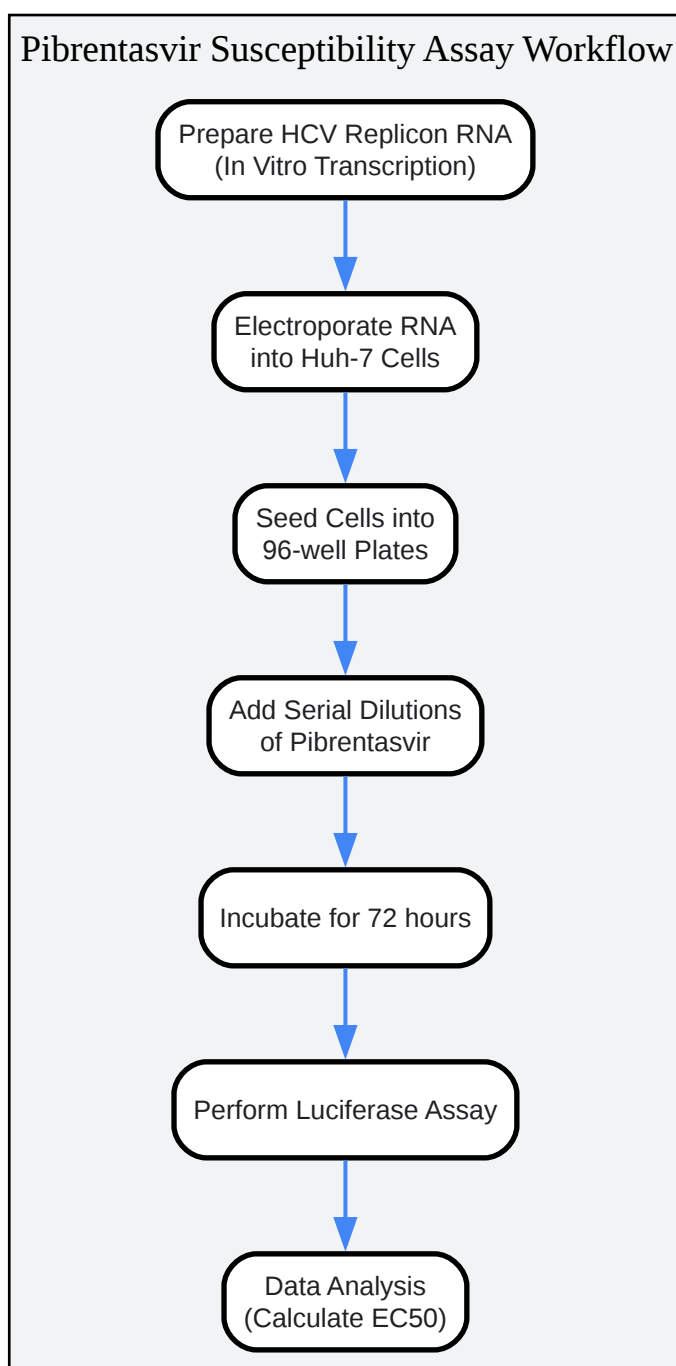 Pibrentasvir Susceptibility Assay Workflow
Prepare HCV Replicon RNA
(In Vitro Transcription)
Electroporate RNA
into Huh-7 Cells
Seed Cells into
96-well Plates
Add Serial Dilutions
of Pibrentasvir
Incubate for 72 hours
Perform Luciferase Assay
Data Analysis
(Calculate EC50)